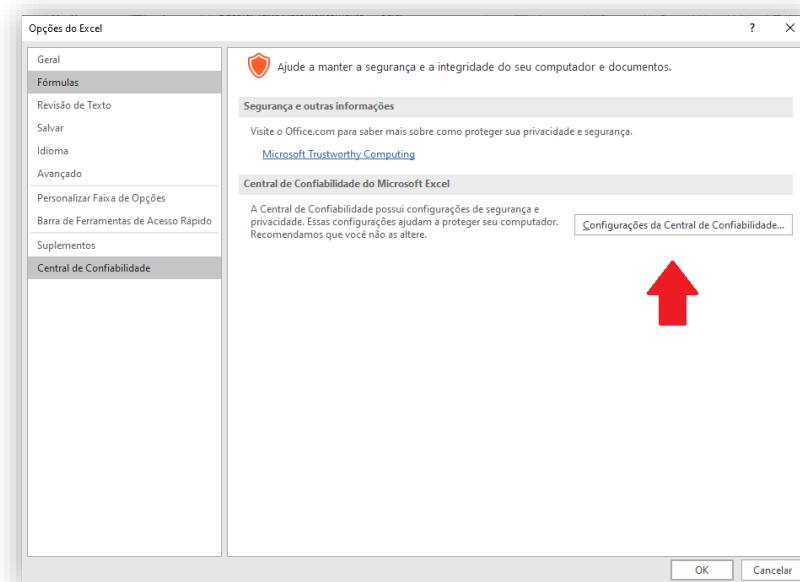 Opções do Excel
? ×
Geral
Fórmulas
Revisão de Texto
Salvar
Idioma
Avançado
Personalizar Faixa de Opções
Barra de Ferramentas de Acesso Rápido
Suplementos
Central de Confiabilidade
Ajude a manter a segurança e a integridade do seu computador e documentos.
Segurança e outras informações
Visite o Office.com para saber mais sobre como proteger sua privacidade e segurança.
Microsoft Trustworthy Computing
Central de Confiabilidade do Microsoft Excel
A Central de Confiabilidade possui configurações de segurança e
privacidade. Essas configurações ajudam a proteger seu computador.
Recomendamos que você não as altere.
Configurações da Central de Confiabilidade...
OK
Cancelar